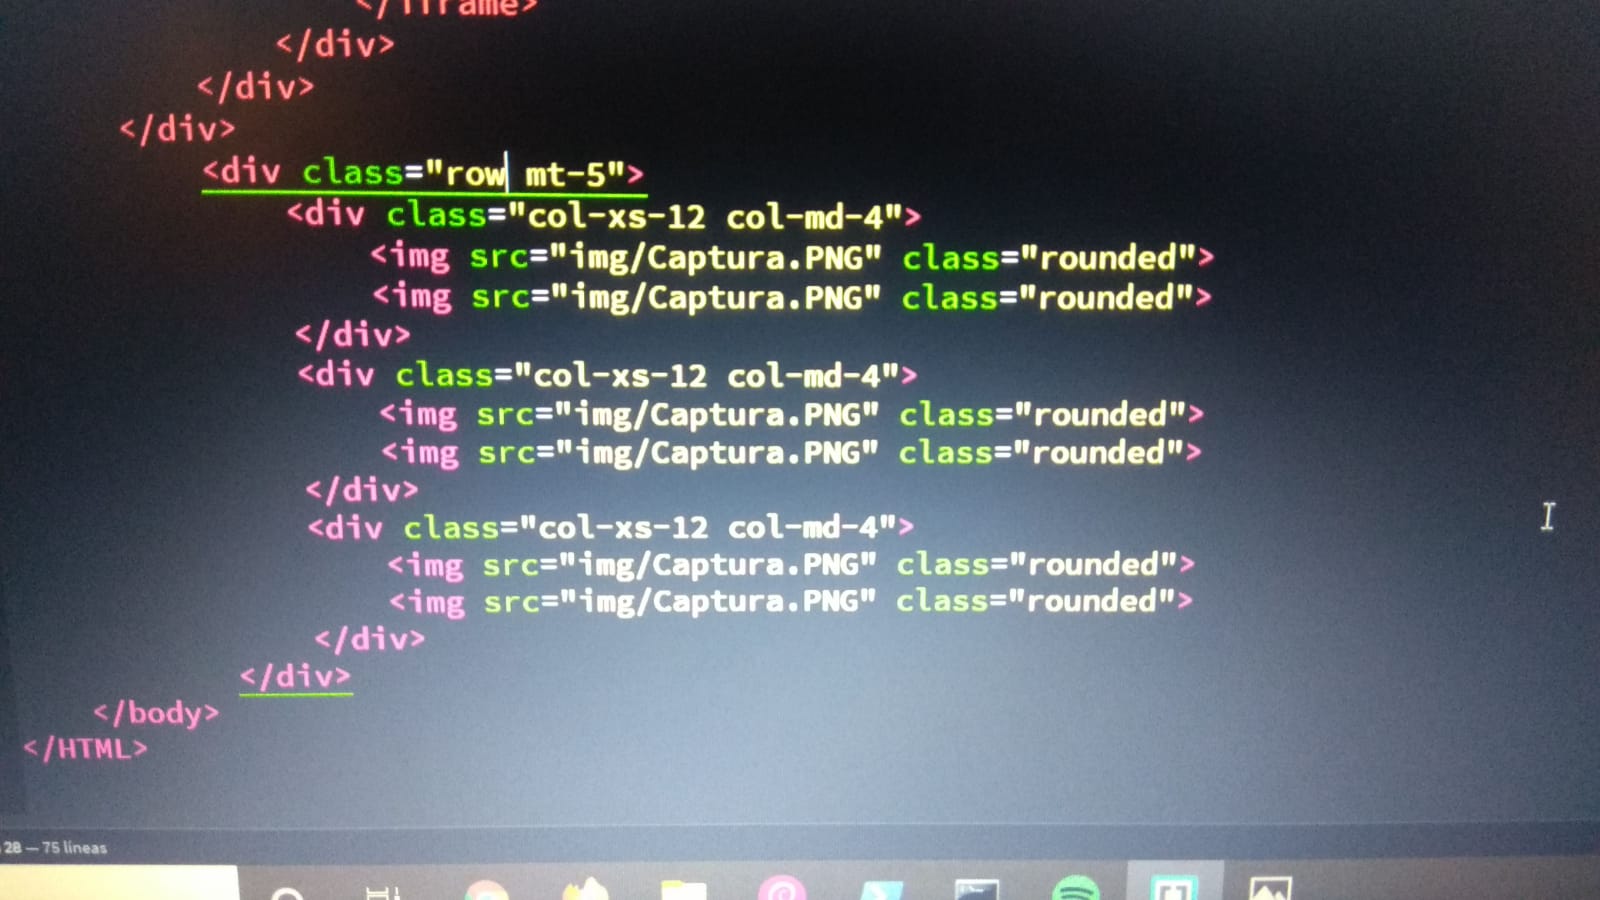 </iframe>
</div>
</div>
</div>
<div class="row mt-5">
<div class="col-xs-12 col-md-4">
<img src="img/Captura.PNG" class="rounded">
<img src="img/Captura.PNG" class="rounded">
</div>
<div class="col-xs-12 col-md-4">
<img src="img/Captura.PNG" class="rounded">
<img src="img/Captura.PNG" class="rounded">
</div>
<div class="col-xs-12 col-md-4">
<img src="img/Captura.PNG" class="rounded">
<img src="img/Captura.PNG" class="rounded">
</div>
</div>
</body>
</HTML>
28 — 75 líneas